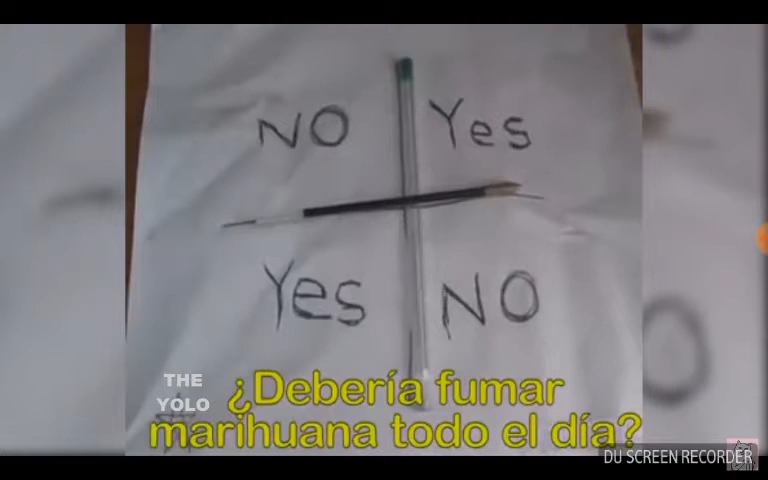 NO Yes
Yes NO
THE
YOLO
¿Debería fumar
marihuana todo el día?
DU SCREEN RECORDER